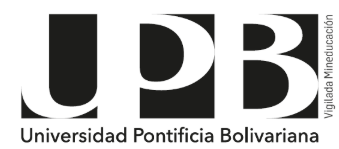 UPB
Universidad Pontificia Bolivariana
Vigilada Mineducación